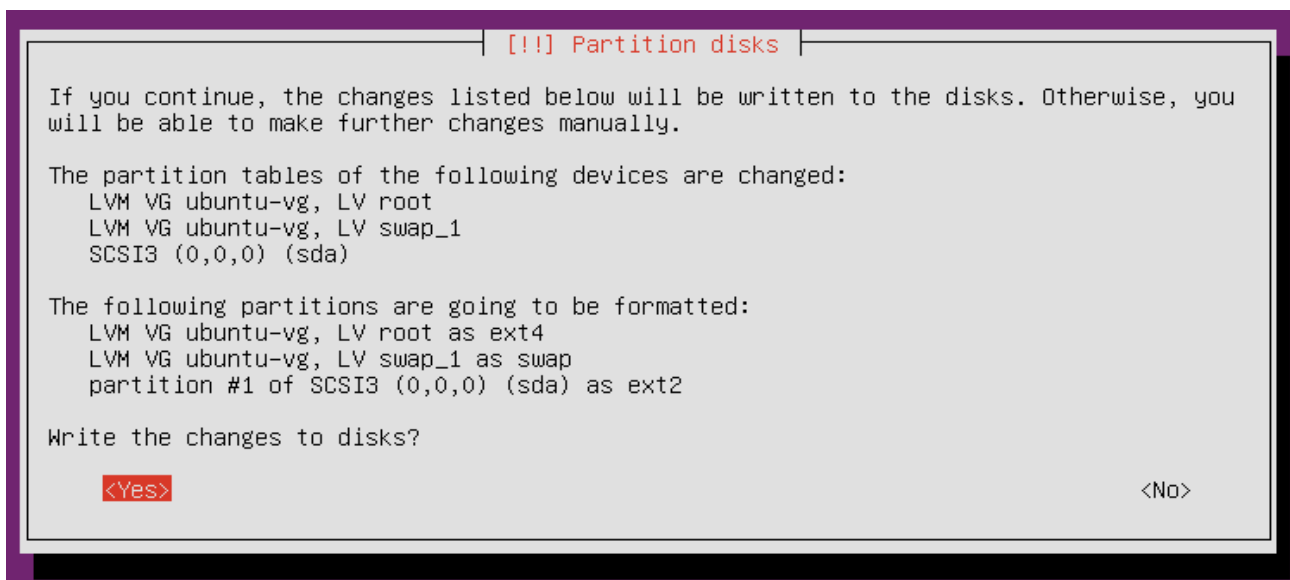 [!!] Partition disks
If you continue, the changes listed below will be written to the disks. Otherwise, you
will be able to make further changes manually.
The partition tables of the following devices are changed:
LVM VG ubuntu-vg, LV root
LVM VG ubuntu-vg, LV swap_1
SCSI3 (0,0,0) (sda)
The following partitions are going to be formatted:
LVM VG ubuntu-vg, LV root as ext4
LVM VG ubuntu-vg, LV swap_1 as swap
partition #1 of SCSI3 (0,0,0) (sda) as ext2
Write the changes to disks?
<Yes> <No>